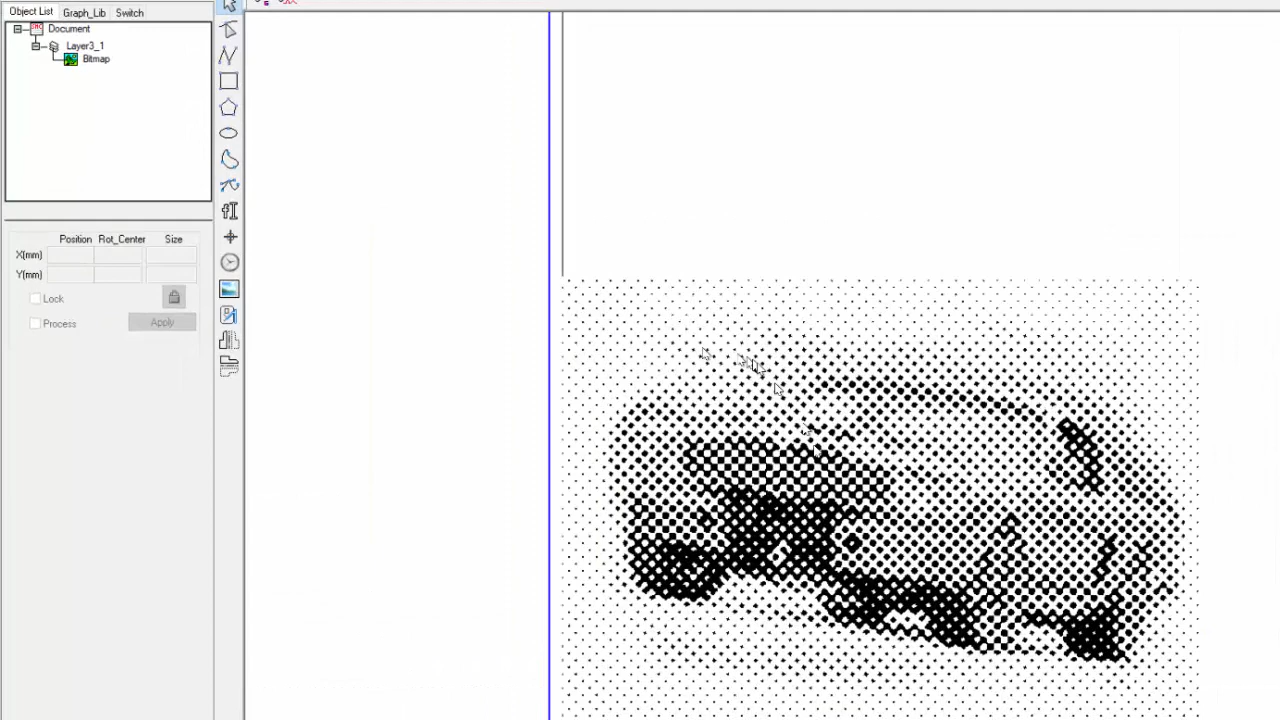 Object List Graph_Lib Switch
Document
Layer3_1
Bitmap
Position Rot_Center Size
X(mm)
Y(mm)
Lock
Process Apply